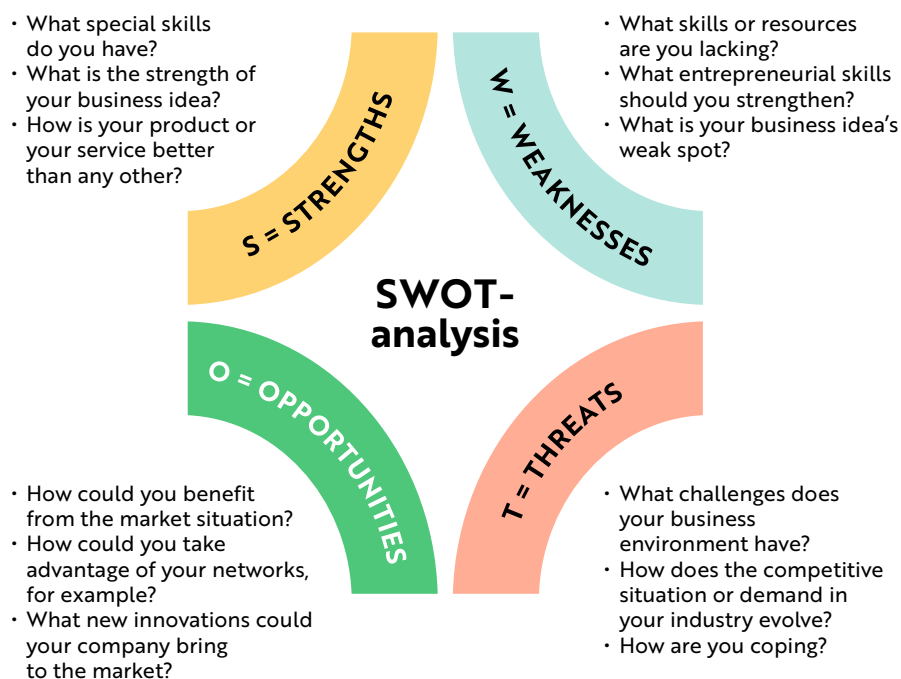 • What special skills
do you have?
• What is the strength of
your business idea?
• How is your product or
your service better
than any other?
S = STRENGTHS
W = WEAKNESSES
• What skills or resources
are you lacking?
• What entrepreneurial skills
should you strengthen?
• What is your business idea’s
weak spot?
SWOT-
analysis
O = OPPORTUNITIES
• How could you benefit
from the market situation?
• How could you take
advantage of your networks,
for example?
• What new innovations could
your company bring
to the market?
T = THREATS
• What challenges does
your business
environment have?
• How does the competitive
situation or demand in
your industry evolve?
• How are you coping?